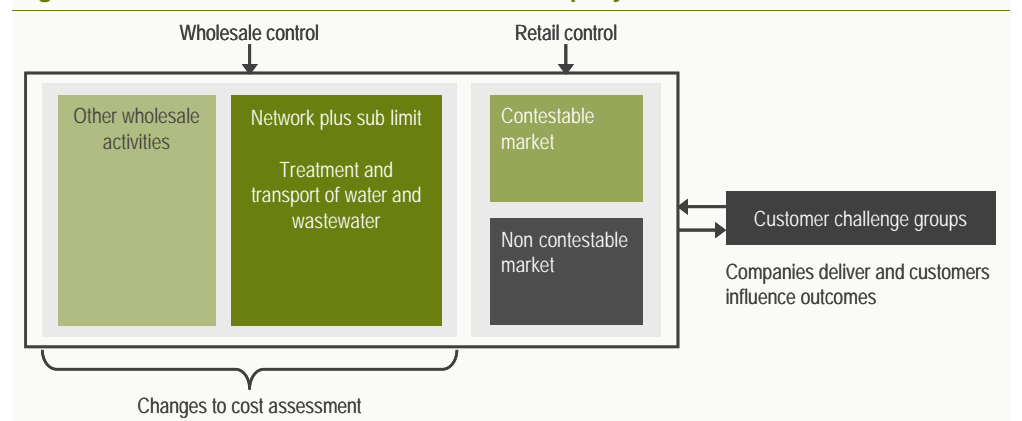 Wholesale control
Retail control
Other wholesale
activities
Network plus sub limit
Treatment and
transport of water and
wastewater
Contestable
market
Non contestable
market
Customer challenge groups
Companies deliver and customers
influence outcomes
Changes to cost assessment